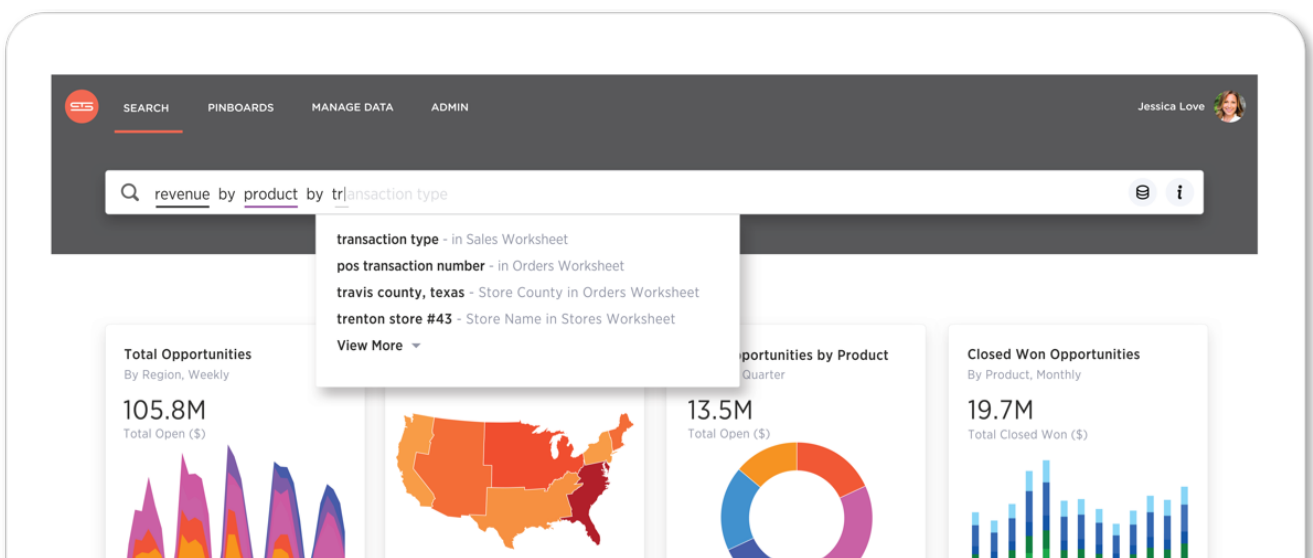 SEARCH PINBOARDS MANAGE DATA ADMIN Jessica Love
revenue by product by transaction type
transaction type - in Sales Worksheet
pos transaction number - in Orders Worksheet
travis county, texas - Store County in Orders Worksheet
trenton store #43 - Store Name in Stores Worksheet
View More
Total Opportunities
By Region, Weekly
105.8M
Total Open ($)
portunities by Product
Quarter
13.5M
Total Open ($)
Closed Won Opportunities
By Product, Monthly
19.7M
Total Closed Won ($)